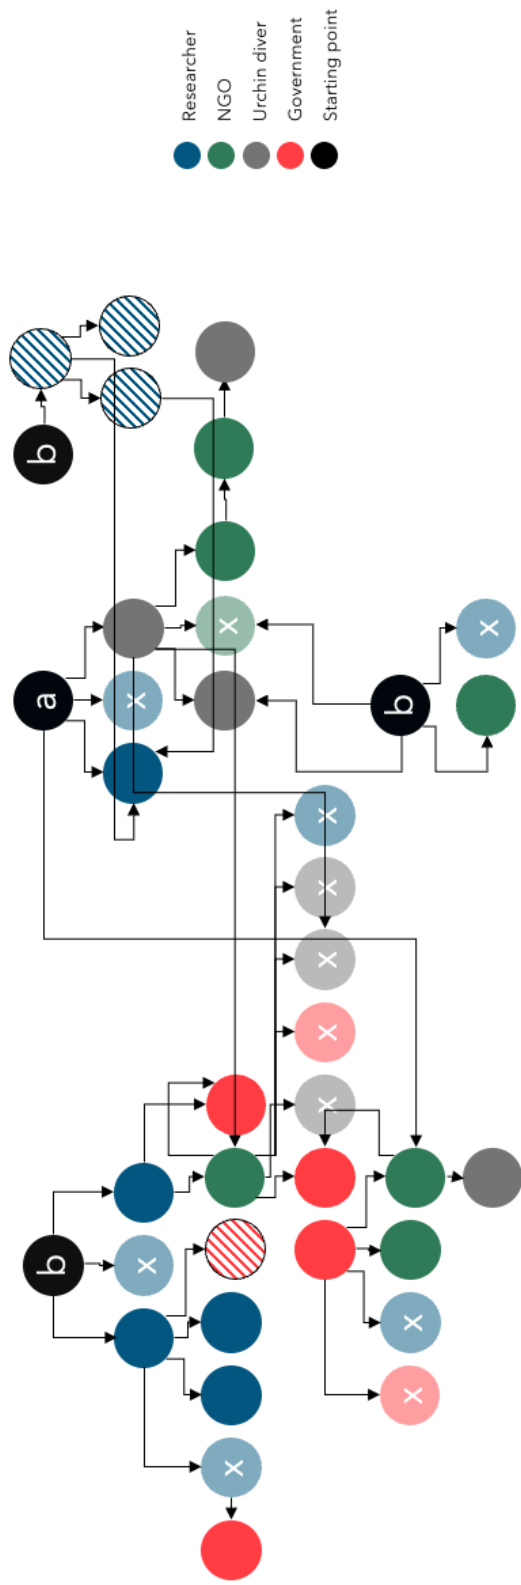 Researcher
NGO
Urchin diver
Government
Starting point
b
a
b
b
x
x
x
x
x
x
x
x
x
x
x
x